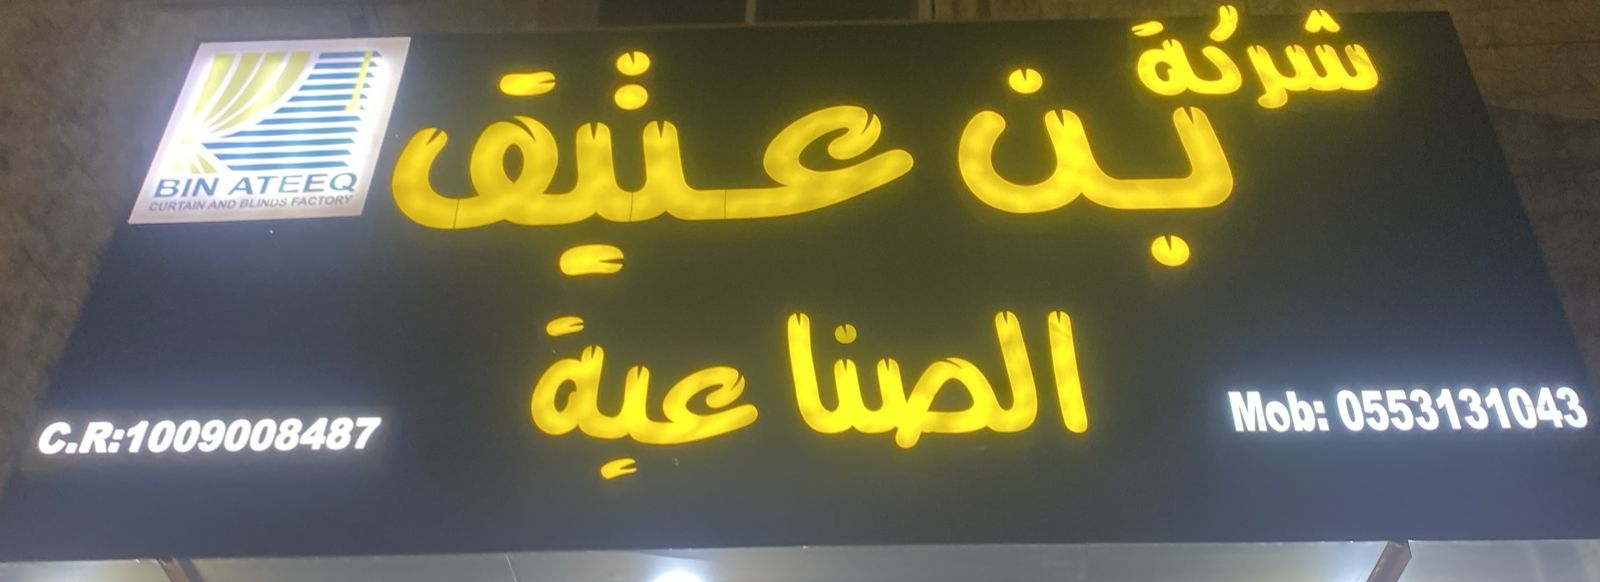 شركة
بن عتيق
الصناعية
BIN ATEEQ
CURTAIN AND BLINDS FACTORY
C.R:1009008487
Mob: 0553131043